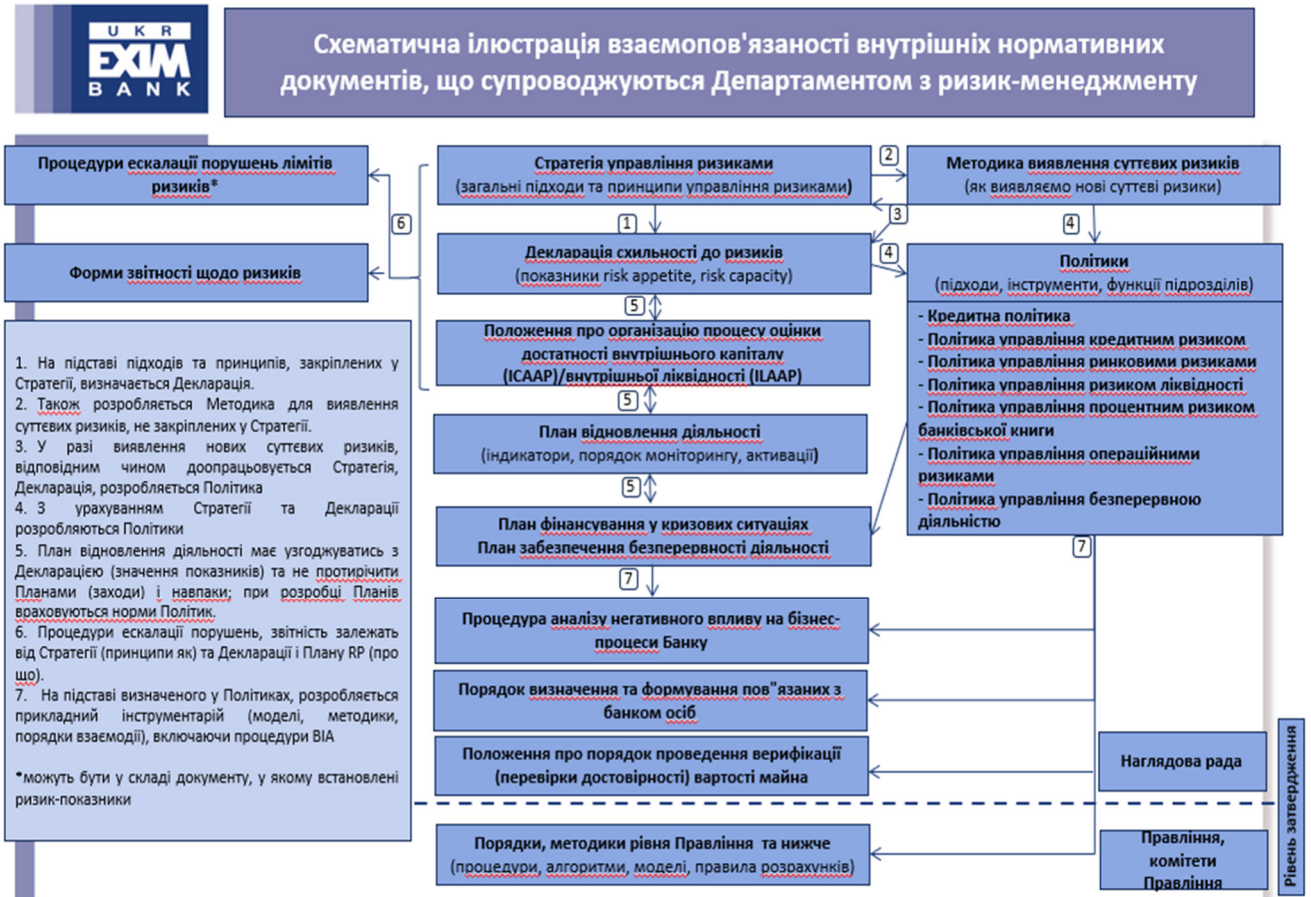 UKR
EXIM
BANK
Схематична ілюстрація взаємопов'язаності внутрішніх нормативних
документів, що супроводжуються Департаментом з ризик-менеджменту
Процедури ескалації порушень лімітів
ризиків*
Форми звітності щодо ризиків
6
Стратегія управління ризиками
(загальні підходи та принципи управління ризиками)
2
Методика виявлення суттєвих ризиків
(як виявляємо нові суттєві ризики)
1
3
4
Декларація схильності до ризиків
(показники risk appetite, risk capacity)
4
Політики
(підходи, інструменти, функції підрозділів)
- Кредитна політика
- Політика управління кредитним ризиком
- Політика управління ринковими ризиками
- Політика управління ризиком ліквідності
- Політика управління процентним ризиком
банківської книги
- Політика управління операційними
ризиками
- Політика управління безперервною
діяльністю
7
5
Положення про організацію процесу оцінки
достатності внутрішнього капіталу
(ICAAP)/внутрішньої ліквідності (ILAAP)
5
План відновлення діяльності
(індикатори, порядок моніторингу, активації)
5
План фінансування у кризових ситуаціях
План забезпечення безперервності діяльності
7
Процедура аналізу негативного впливу на бізнес-
процеси Банку
Порядок визначення та формування пов"язаних з
банком осіб
Положення про порядок проведення верифікації
(перевірки достовірності) вартості майна
Порядки, методики рівня Правління та нижче
(процедури, алгоритми, моделі, правила розрахунків)
1. На підставі підходів та принципів, закріплених у
Стратегії, визначається Декларація.
2. Також розробляється Методика для виявлення
суттєвих ризиків, не закріплених у Стратегії.
3. У разі виявлення нових суттєвих ризиків,
відповідним чином доопрацьовується Стратегія,
Декларація, розробляється Політика
4. З урахуванням Стратегії та Декларації
розробляються Політики
5. План відновлення діяльності має узгоджуватись з
Декларацією (значення показників) та не протирічити
Планами (заходи) і навпаки; при розробці Планів
враховуються норми Політик.
6. Процедури ескалації порушень, звітність залежать
від Стратегії (принципи як) та Декларації і Плану RP (про
що).
7. На підставі визначеного у Політиках, розробляється
прикладний інструментарій (моделі, методики,
порядки взаємодії), включаючи процедури BIA
*можуть бути у складі документу, у якому встановлені
ризик-показники
Наглядова рада
Правління,
комітети
Правління
Рівень затвердження